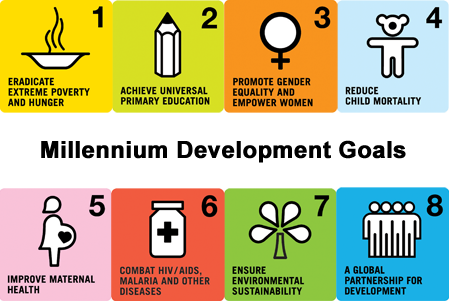 1
ERADICATE
EXTREME POVERTY
AND HUNGER
2
ACHIEVE UNIVERSAL
PRIMARY EDUCATION
3
PROMOTE GENDER
EQUALITY AND
EMPOWER WOMEN
4
REDUCE
CHILD MORTALITY
Millennium Development Goals
5
IMPROVE MATERNAL
HEALTH
6
COMBAT HIV/AIDS,
MALARIA AND OTHER
DISEASES
7
ENSURE
ENVIRONMENTAL
SUSTAINABILITY
8
A GLOBAL
PARTNERSHIP FOR
DEVELOPMENT